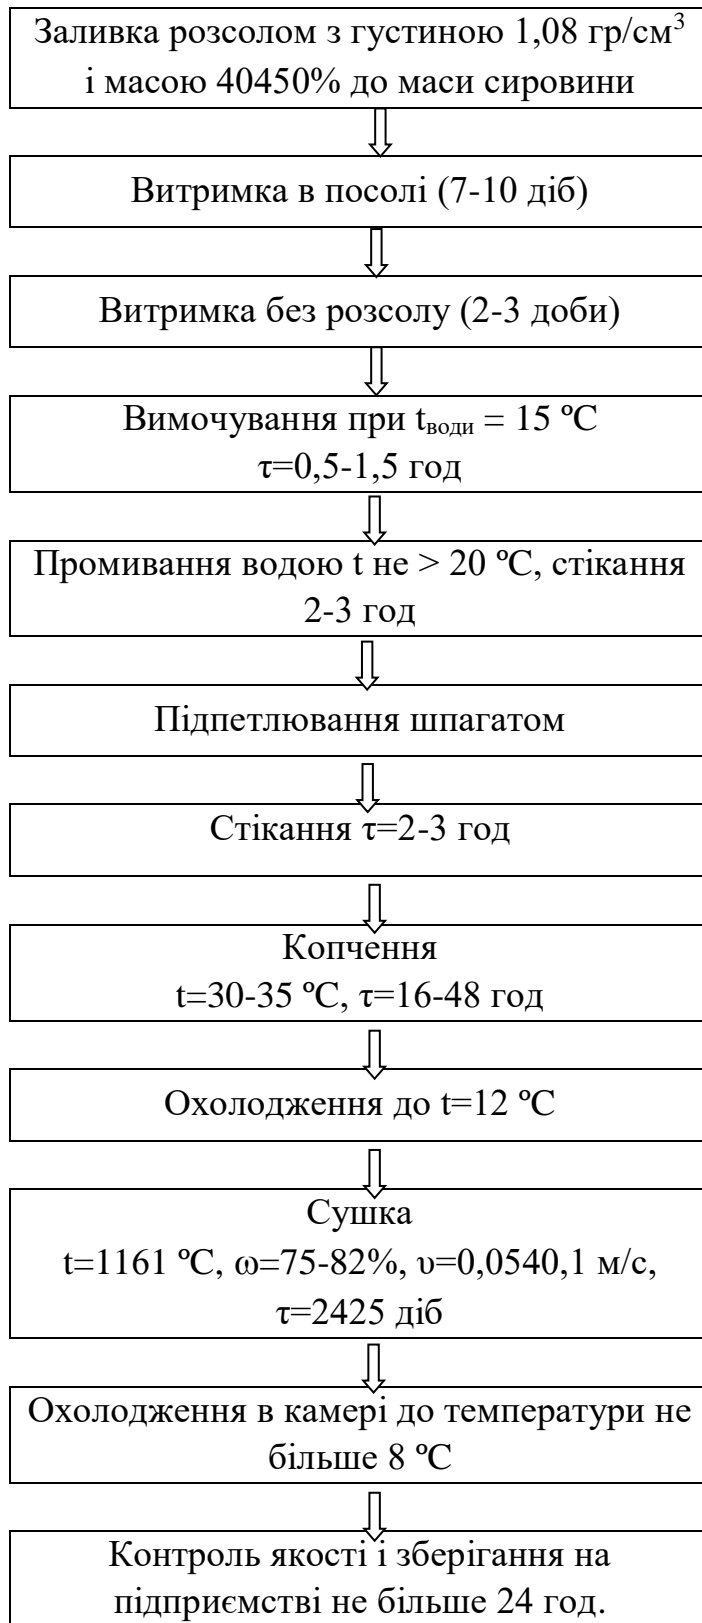 Заливка розсолом з густиною 1,08 гр/см³
і масою 40450% до маси сировини
Витримка в посолі (7-10 діб)
Витримка без розсолу (2-3 доби)
Вимочування при tводи = 15 ºС
τ=0,5-1,5 год
Промивання водою t не > 20 ºС, стікання
2-3 год
Підпетлювання шпагатом
Стікання τ=2-3 год
Копчення
t=30-35 ºС, τ=16-48 год
Охолодження до t=12 ºС
Сушка
t=1161 ºС, ω=75-82%, υ=0,0540,1 м/с,
τ=2425 діб
Охолодження в камері до температури не
більше 8 ºС
Контроль якості і зберігання на
підприємстві не більше 24 год.